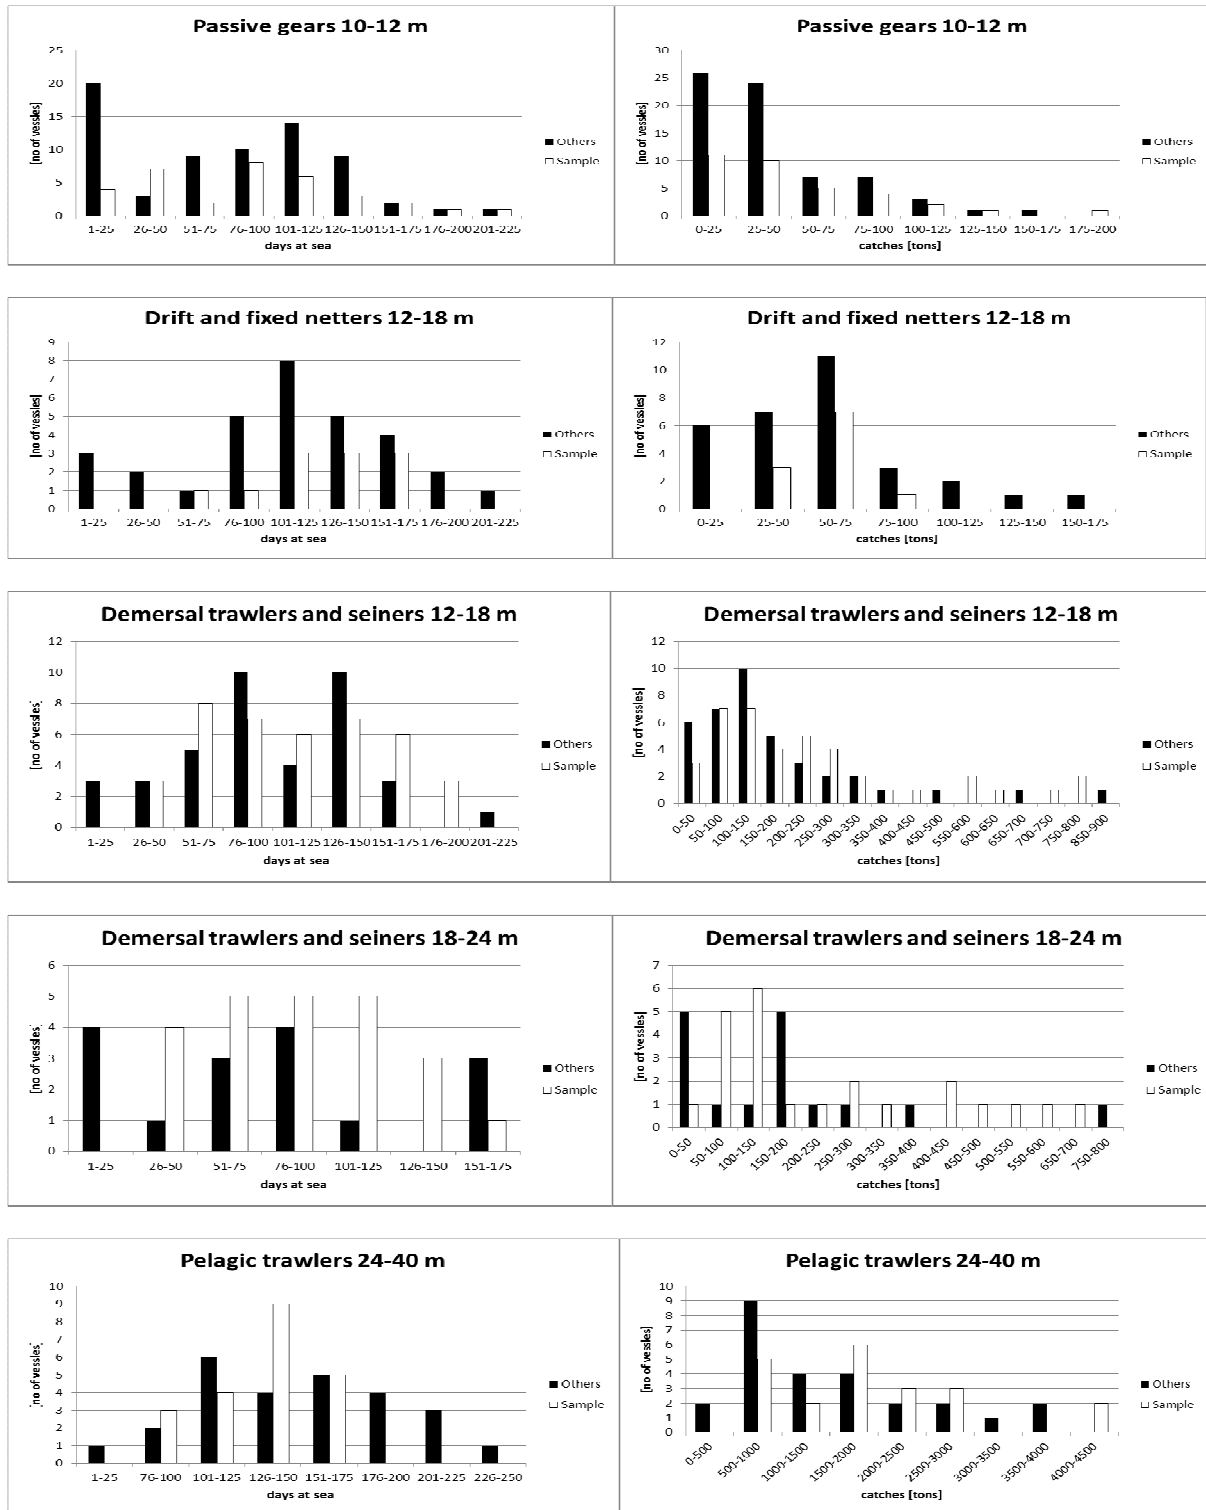 Passive gears 10-12 m
25
20
15
10
5
0
[no of vessles]
1-25 26-50 51-75 76-100 101-125 126-150 151-175 176-200 201-225
days at sea
Others
Sample
Passive gears 10-12 m
30
25
20
15
10
5
0
[no of vessles]
0-25 25-50 50-75 75-100 100-125 125-150 150-175 175-200
catches [tons]
Others
Sample
Drift and fixed netters 12-18 m
9
8
7
6
5
4
3
2
1
0
[no of vessles]
1-25 26-50 51-75 76-100 101-125 126-150 151-175 176-200 201-225
days at sea
Others
Sample
Drift and fixed netters 12-18 m
12
10
8
6
4
2
0
[no of vessles]
0-25 25-50 50-75 75-100 100-125 125-150 150-175
catches [tons]
Others
Sample
Demersal trawlers and seiners 12-18 m
12
10
8
6
4
2
0
[no of vessles]
1-25 26-50 51-75 76-100 101-125 126-150 151-175 176-200 201-225
days at sea
Others
Sample
Demersal trawlers and seiners 12-18 m
12
10
8
6
4
2
0
[no of vessles]
0-50 50-100 100-150 150-200 200-250 250-300 300-350 350-400 400-450 450-500 550-600 600-650 650-700 700-750 750-800 850-900
catches [tons]
Others
Sample
Demersal trawlers and seiners 18-24 m
6
5
4
3
2
1
0
[no of vessles]
1-25 26-50 51-75 76-100 101-125 126-150 151-175
days at sea
Others
Sample
Demersal trawlers and seiners 18-24 m
7
6
5
4
3
2
1
0
[no of vessles]
0-50 50-100 100-150 150-200 200-250 250-300 300-350 350-400 400-450 450-500 500-550 550-600 650-700 750-800
catches [tons]
Others
Sample
Pelagic trawlers 24-40 m
10
9
8
7
6
5
4
3
2
1
0
[no of vessles]
1-25 76-100 101-125 126-150 151-175 176-200 201-225 226-250
days at sea
Others
Sample
Pelagic trawlers 24-40 m
10
9
8
7
6
5
4
3
2
1
0
[no of vessles]
0-500 500-1000 1000-1500 1500-2000 2000-2500 2500-3000 3000-3500 3500-4000 4000-4500
catches [tons]
Others
Sample